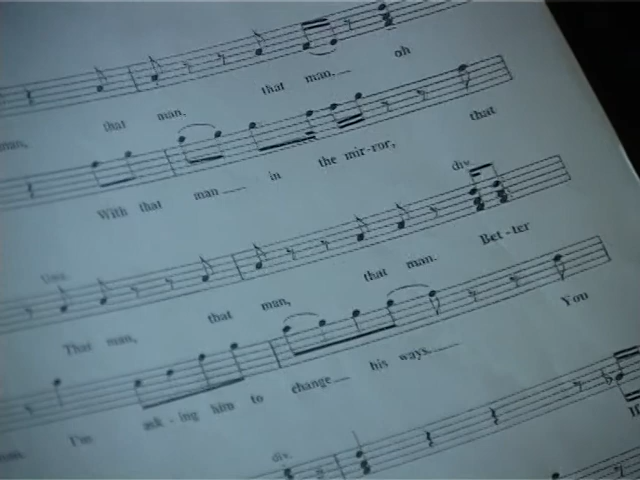 man, that man, that man, oh
With that man in the mir-ror, that
div.
That man, that man, that man. Bet-ter
I'm ask-ing him to change his ways. You
div.
If